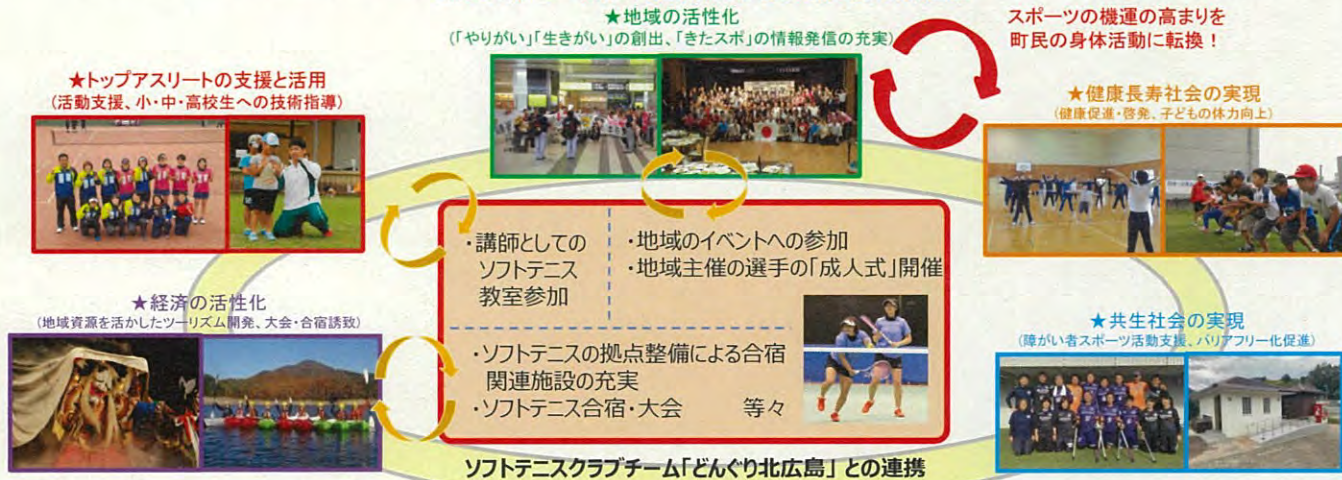 ★地域の活性化
(「やりがい」「生きがい」の創出、「きたスポ」の情報発信の充実)
スポーツの機運の高まりを
町民の身体活動に転換！
★トップアスリートの支援と活用
(活動支援、小・中・高校生への技術指導)
★健康長寿社会の実現
(健康促進・啓発、子どもの体力向上)
・講師としての
ソフトテニス
教室参加
・地域のイベントへの参加
・地域主催の選手の「成人式」開催
★経済の活性化
(地域資源を活かしたツーリズム開発、大会・合宿誘致)
★共生社会の実現
(障がい者スポーツ活動支援、バリアフリー化促進)
・ソフトテニスの拠点整備による合宿
関連施設の充実
・ソフトテニス合宿・大会　　等々
ソフトテニスクラブチーム「どんぐり北広島」との連携